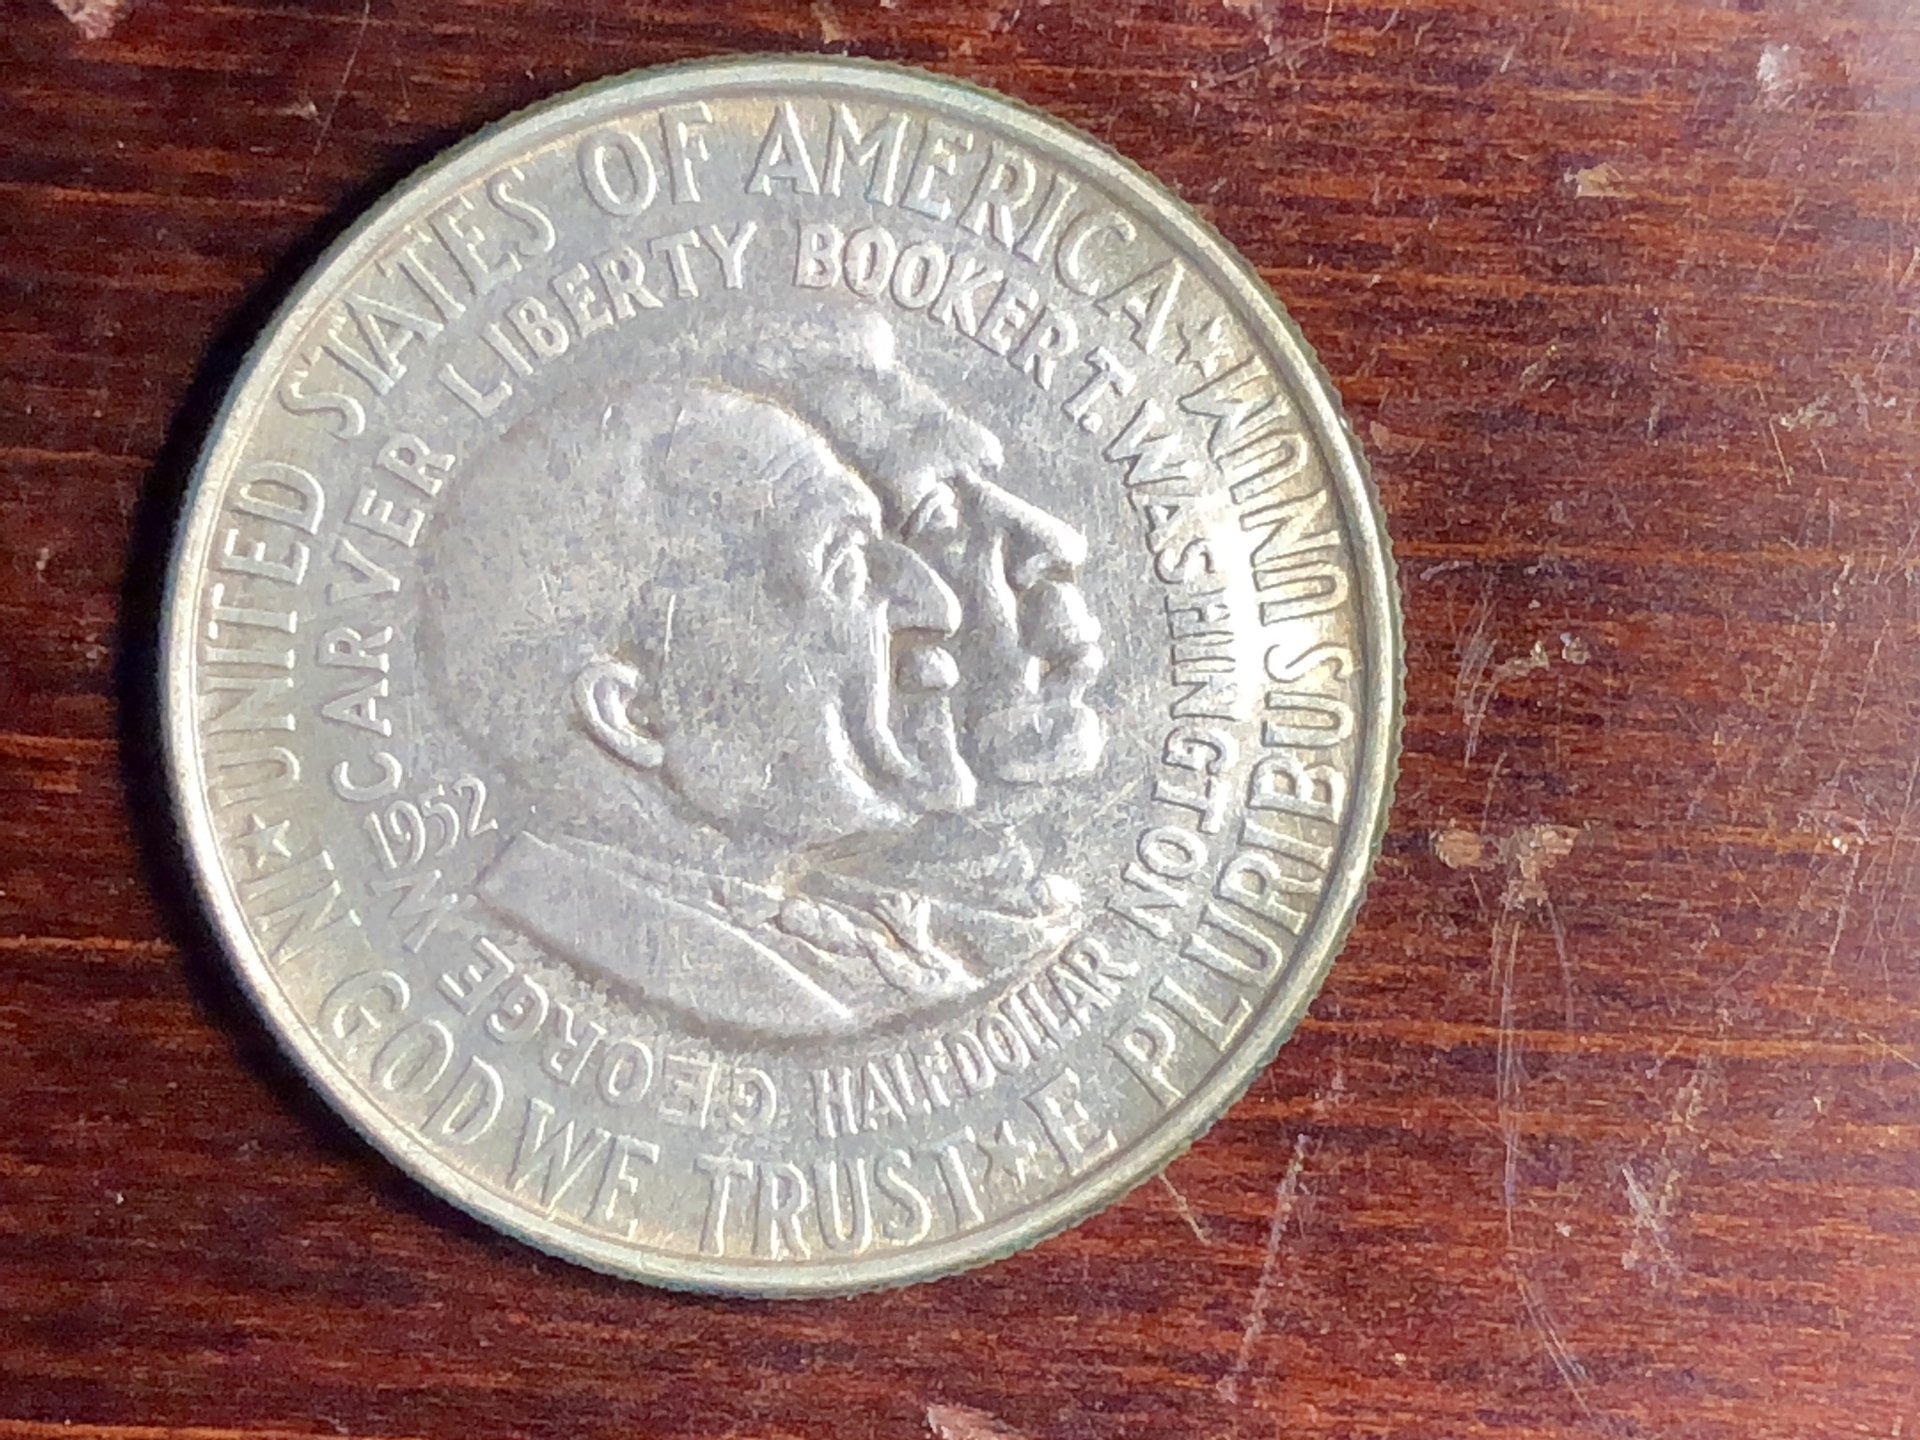 ★ UNITED STATES OF AMERICA ★ E PLURIBUS UNUM ★ IN GOD WE TRUST
GEORGE W CARVER LIBERTY BOOKER T. WASHINGTON
HALF·DOLLAR
1952